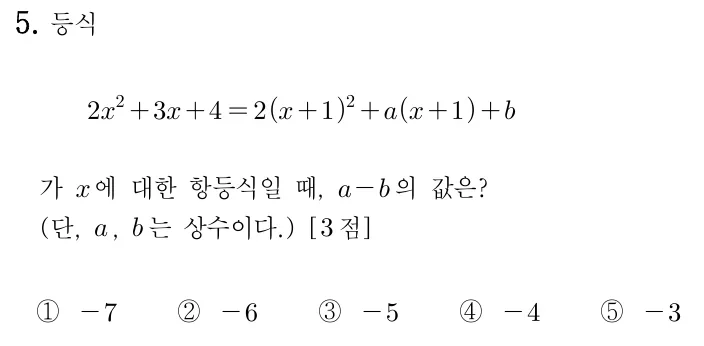 5. 등식
2x²+3x+4=2(x+1)²+a(x+1)+b
가 x에 대한 항등식일 때, a-b의 값은?
(단, a, b는 상수이다.) [3점]
① -7 ② -6 ③ -5 ④ -4 ⑤ -3